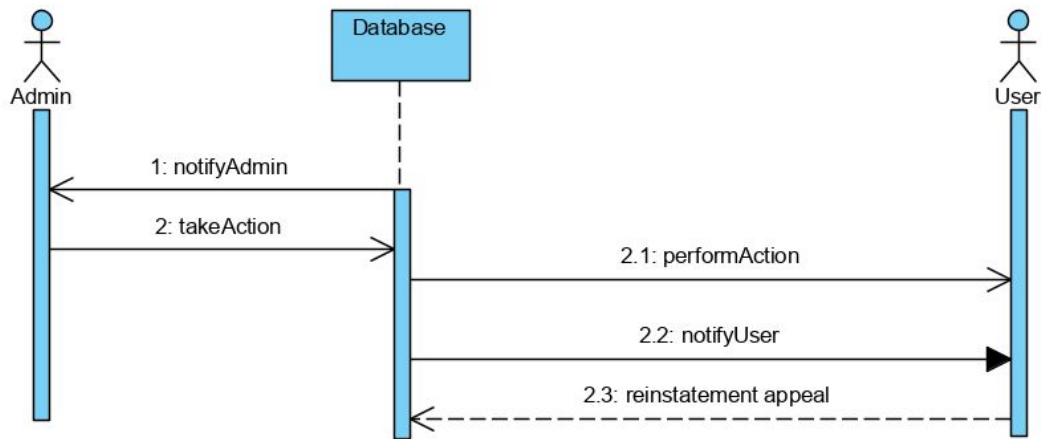 Database
Admin
User
1: notifyAdmin
2: takeAction
2.1: performAction
2.2: notifyUser
2.3: reinstatement appeal